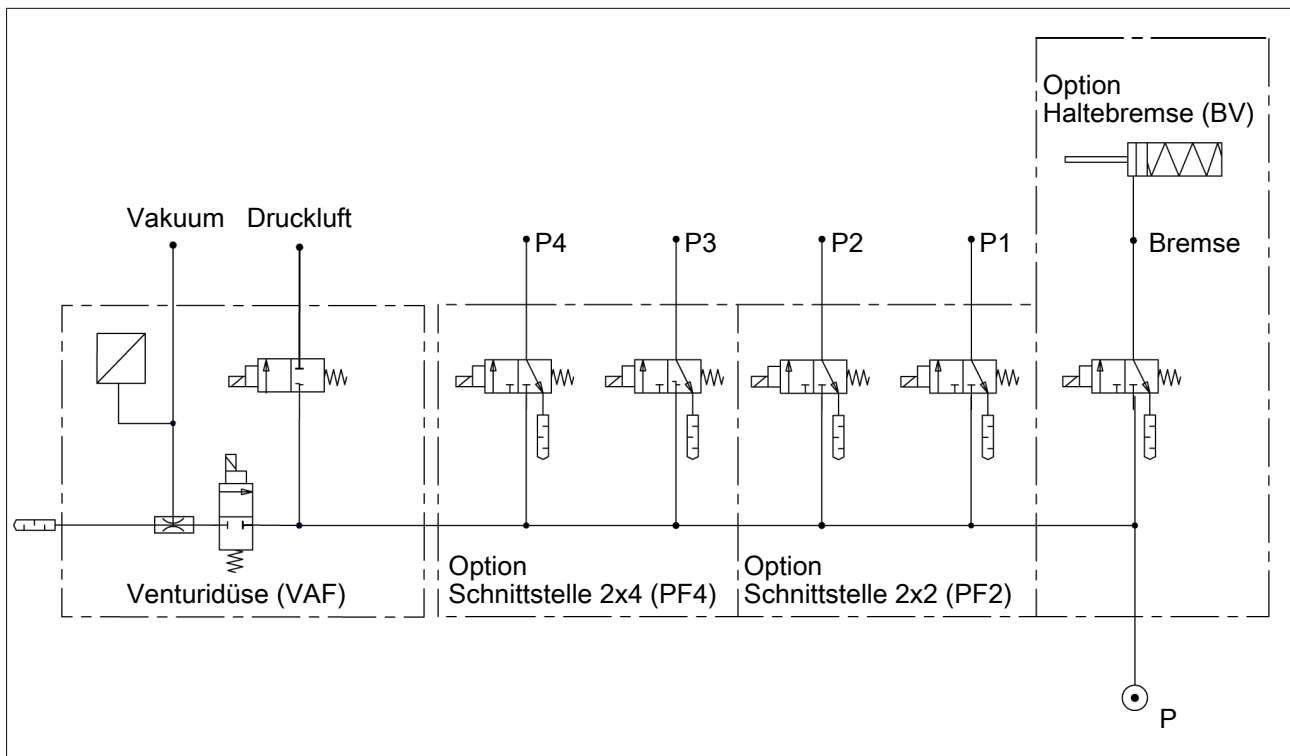 Option
Haltebremse (BV)
Vakuum
Druckluft
P4
P3
P2
P1
Bremse
Venturidüse (VAF)
Option
Schnittstelle 2x4 (PF4)
Option
Schnittstelle 2x2 (PF2)
P